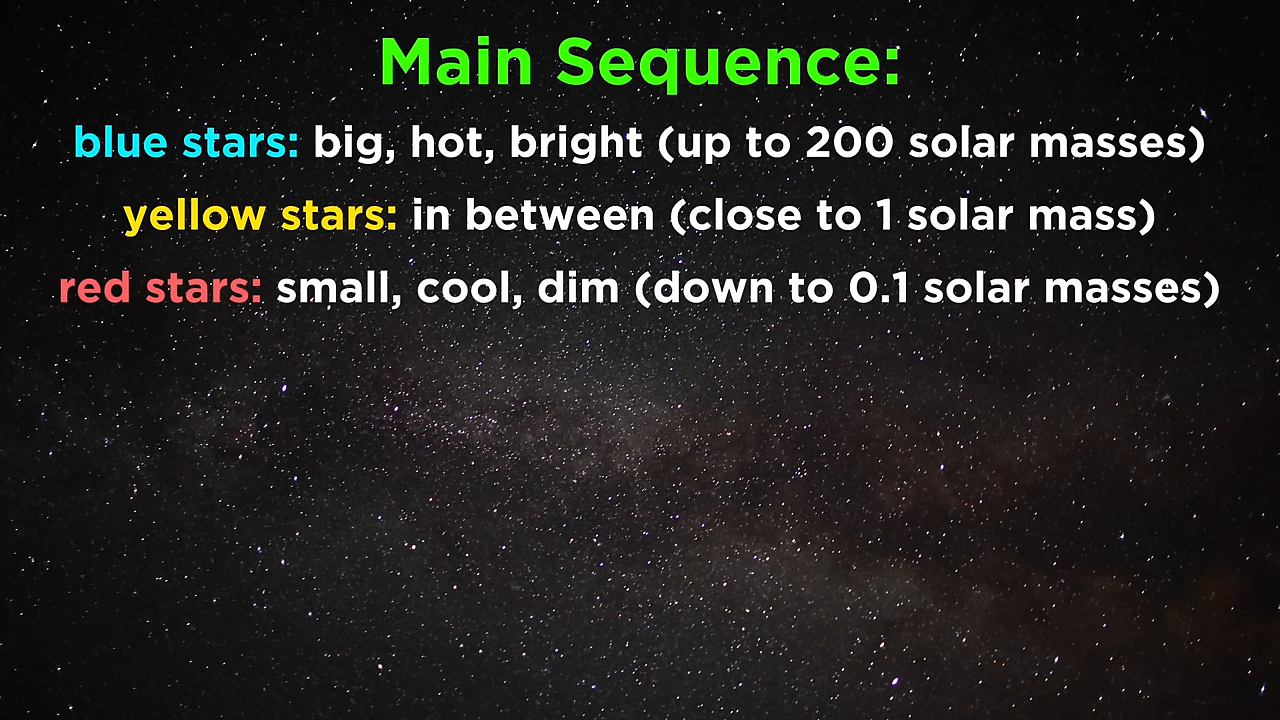 Main Sequence:
blue stars: big, hot, bright (up to 200 solar masses)
yellow stars: in between (close to 1 solar mass)
red stars: small, cool, dim (down to 0.1 solar masses)